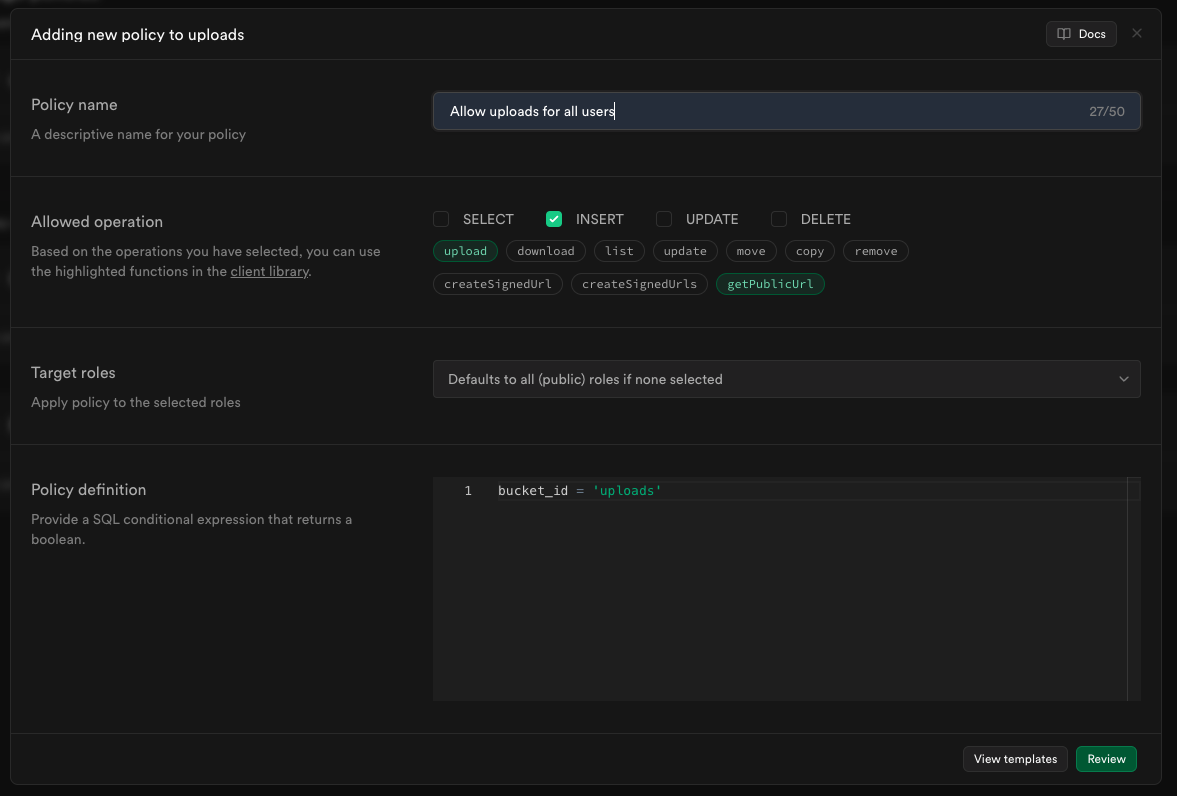 Adding new policy to uploads
Docs
Policy name
A descriptive name for your policy
Allow uploads for all users
27/50
Allowed operation
Based on the operations you have selected, you can use
the highlighted functions in the client library.
SELECT INSERT UPDATE DELETE
upload download list update move copy remove
createSignedUrl createSignedUrls getPublicUrl
Target roles
Apply policy to the selected roles
Defaults to all (public) roles if none selected
Policy definition
Provide a SQL conditional expression that returns a
boolean.
1 bucket_id = 'uploads'
View templates
Review